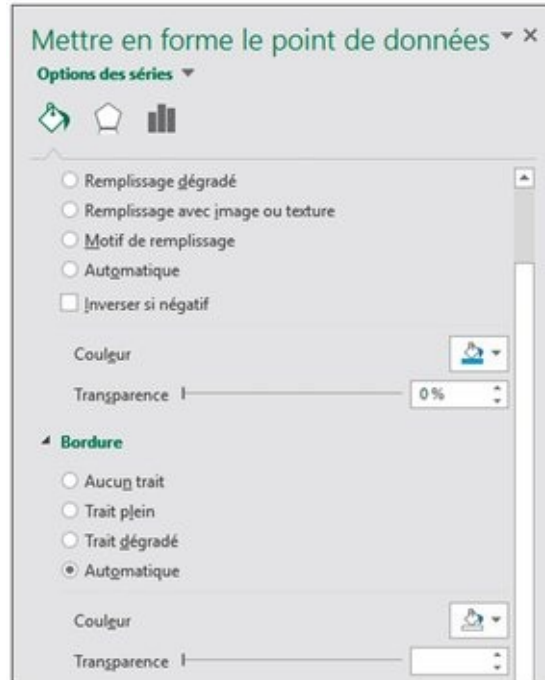 Mettre en forme le point de données
Options des séries
Remplissage dégradé
Remplissage avec image ou texture
Motif de remplissage
Automatique
Inverser si négatif
Couleur
Transparence 0 %
Bordure
Aucun trait
Trait plein
Trait dégradé
Automatique
Couleur
Transparence